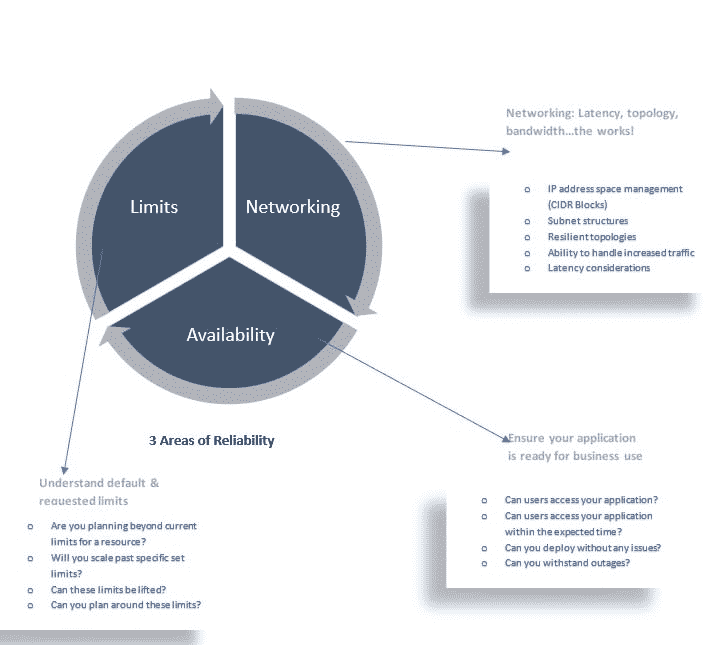 Networking: Latency, topology,
bandwidth...the works!
Limits
Networking
o IP address space management
(CIDR Blocks)
o Subnet structures
o Resilient topologies
o Ability to handle increased traffic
o Latency considerations
Availability
3 Areas of Reliability
Ensure your application
is ready for business use
Understand default &
requested limits
o Can users access your application?
o Can users access your application
within the expected time?
o Can you deploy without any issues?
o Can you withstand outages?
o Are you planning beyond current
limits for a resource?
o Will you scale past specific set
limits?
o Can these limits be lifted?
o Can you plan around these limits?